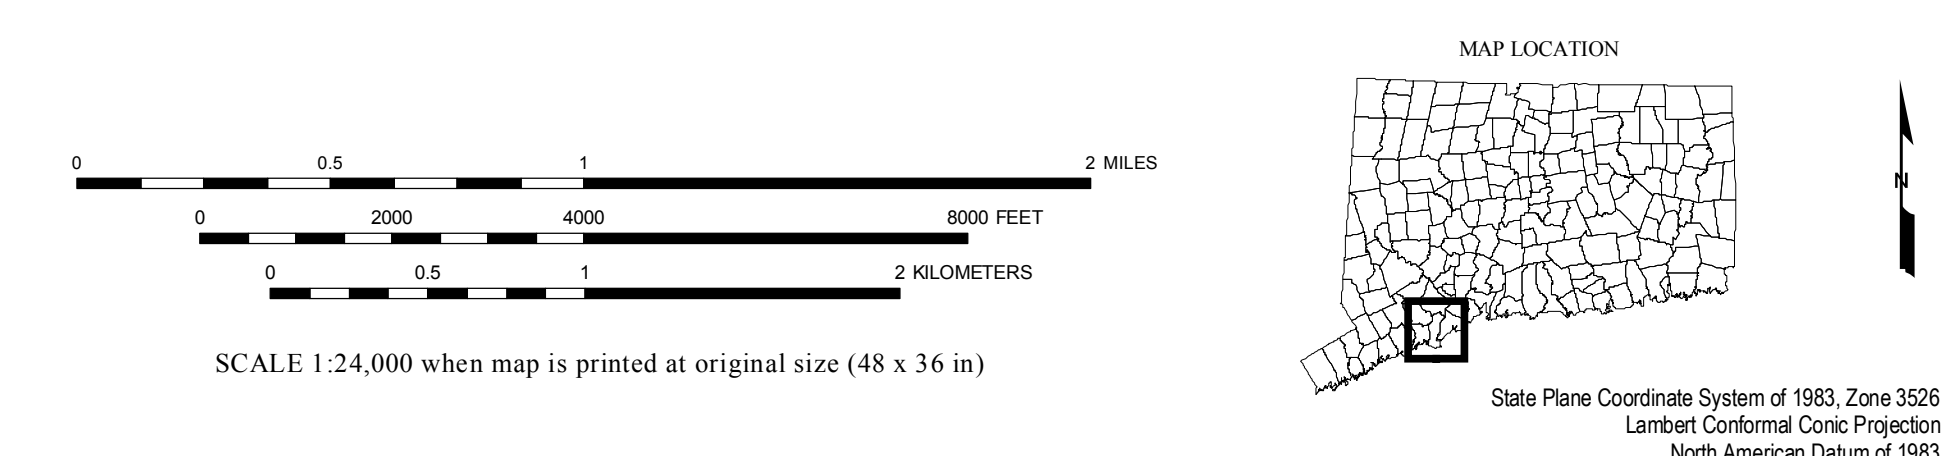 MAP LOCATION
0 0.5 1 2 MILES
0 2000 4000 8000 FEET
0 0.5 1 2 KILOMETERS
N
SCALE 1:24,000 when map is printed at original size (48 x 36 in)
State Plane Coordinate System of 1983, Zone 3526
Lambert Conformal Conic Projection
North American Datum of 1983